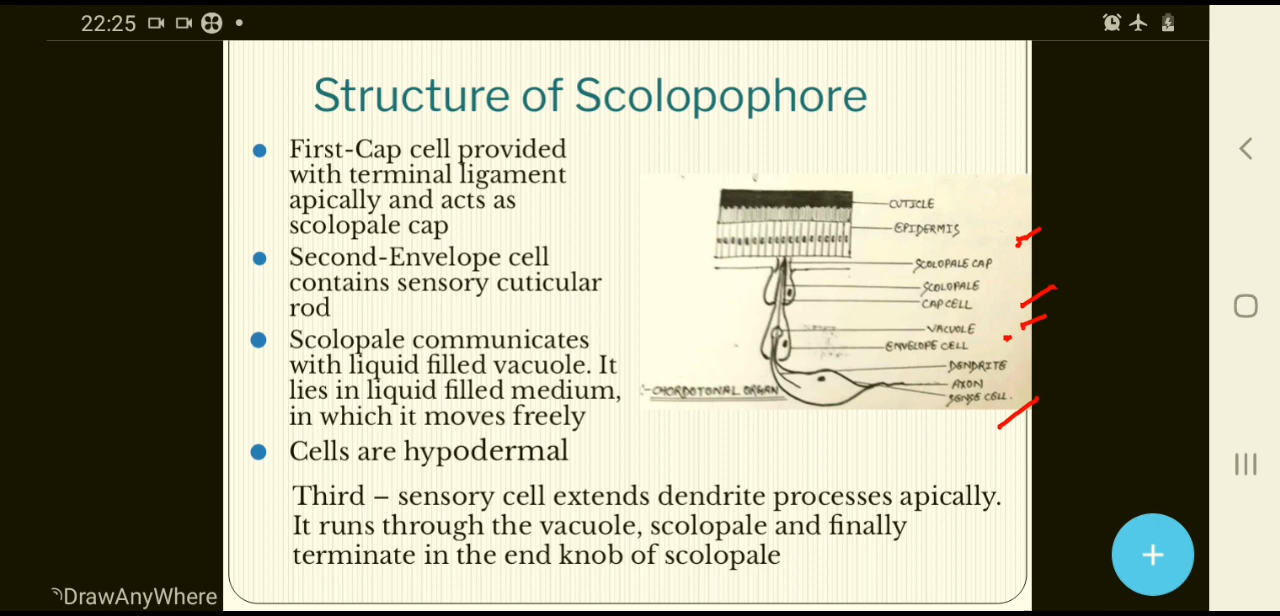 22:25
Structure of Scolopophore
First-Cap cell provided
with terminal ligament
apically and acts as
scolopale cap
Second-Envelope cell
contains sensory cuticular
rod
Scolopale communicates
with liquid filled vacuole. It
lies in liquid filled medium,
in which it moves freely
Cells are hypodermal
Third – sensory cell extends dendrite processes apically.
It runs through the vacuole, scolopale and finally
terminate in the end knob of scolopale
CUTICLE
EPIDERMIS
SCOLOPALE CAP
SCOLOPALE
CAP CELL
VACUOLE
ENVELOPE CELL
DENDRITE
AXON
SENSE CELL.
:-CHORDOTONAL ORGAN
DrawAnyWhere